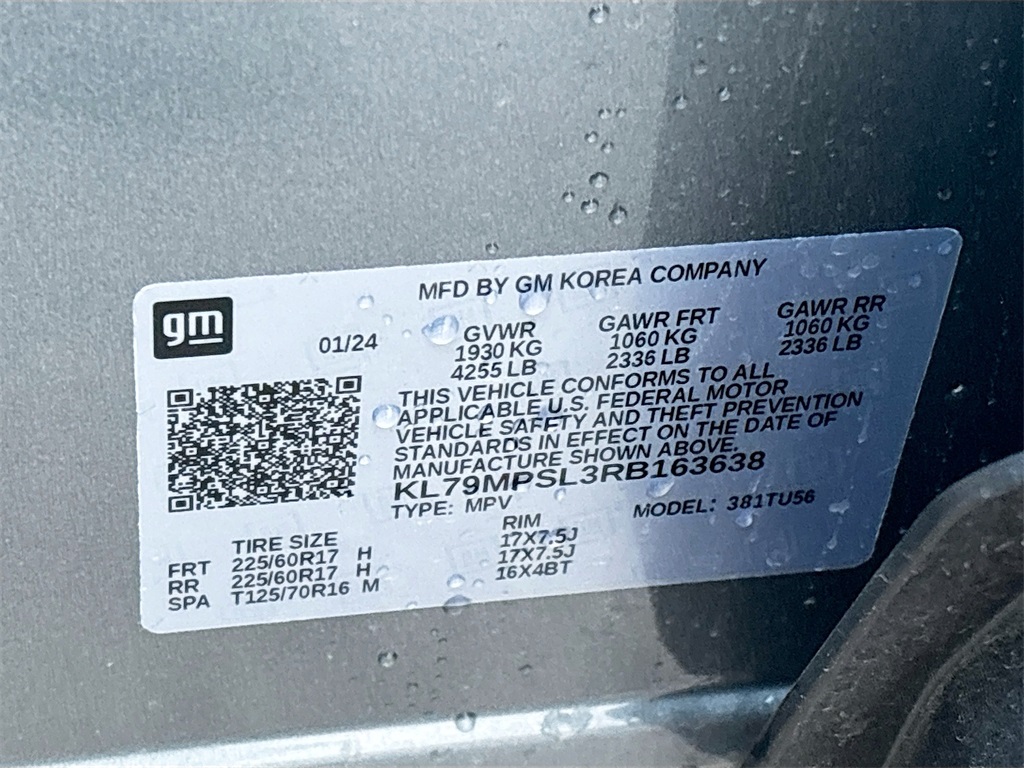 MFD BY GM KOREA COMPANY
gm
01/24
GVWR GAWR FRT GAWR RR
1930 KG 1060 KG 1060 KG
4255 LB 2336 LB 2336 LB
THIS VEHICLE CONFORMS TO ALL
APPLICABLE U.S. FEDERAL MOTOR
VEHICLE SAFETY AND THEFT PREVENTION
STANDARDS IN EFFECT ON THE DATE OF
MANUFACTURE SHOWN ABOVE.
KL79MPSL3RB163638
TYPE: MPV MODEL: 381TU56
TIRE SIZE RIM
FRT 225/60R17 H 17X7.5J
RR 225/60R17 H 17X7.5J
SPA T125/70R16 M 16X4BT